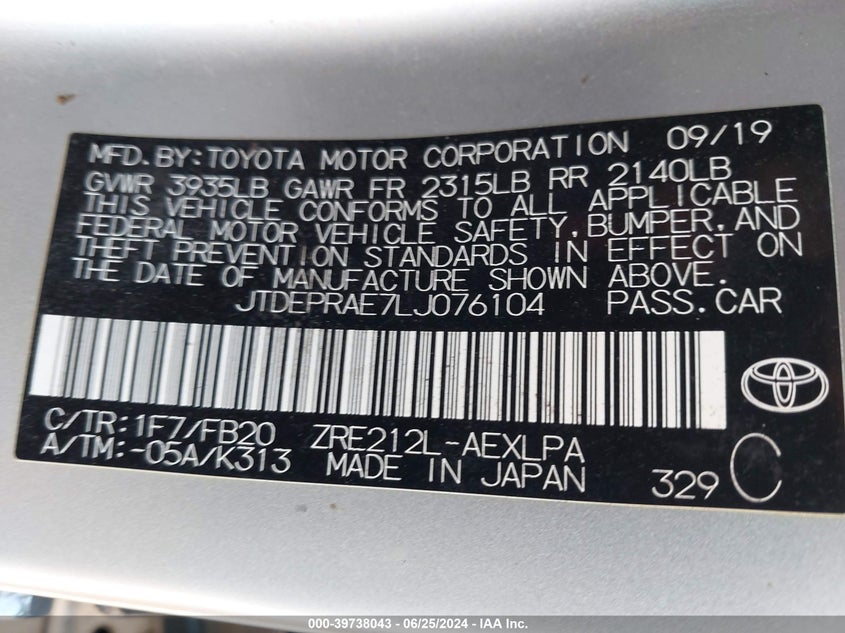 MFD.BY:TOYOTA MOTOR CORPORATION 09/19
GVWR 3935LB GAWR FR 2315LB RR 2140LB
THIS VEHICLE CONFORMS TO ALL APPLICABLE
FEDERAL MOTOR VEHICLE SAFETY,BUMPER,AND
THEFT PREVENTION STANDARDS IN EFFECT ON
THE DATE OF MANUFACTURE SHOWN ABOVE.
JTDEPRAE7LJ076104 PASS.CAR
C/TR:1F7/FB20 ZRE212L-AEXLPA
A/TM:-05A/K313 MADE IN JAPAN 329 C
000-39738043 / 06/25/2024 - IAA Inc.